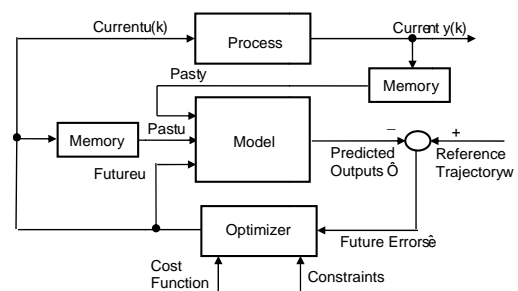 Currentu(k)
Process
Current y(k)
Pasty
Memory
Memory
Pastu
Model
Futureu
−
+
Predicted
Outputs Ô
Reference
Trajectoryw
Optimizer
Future Errorsê
Cost
Function
Constraints